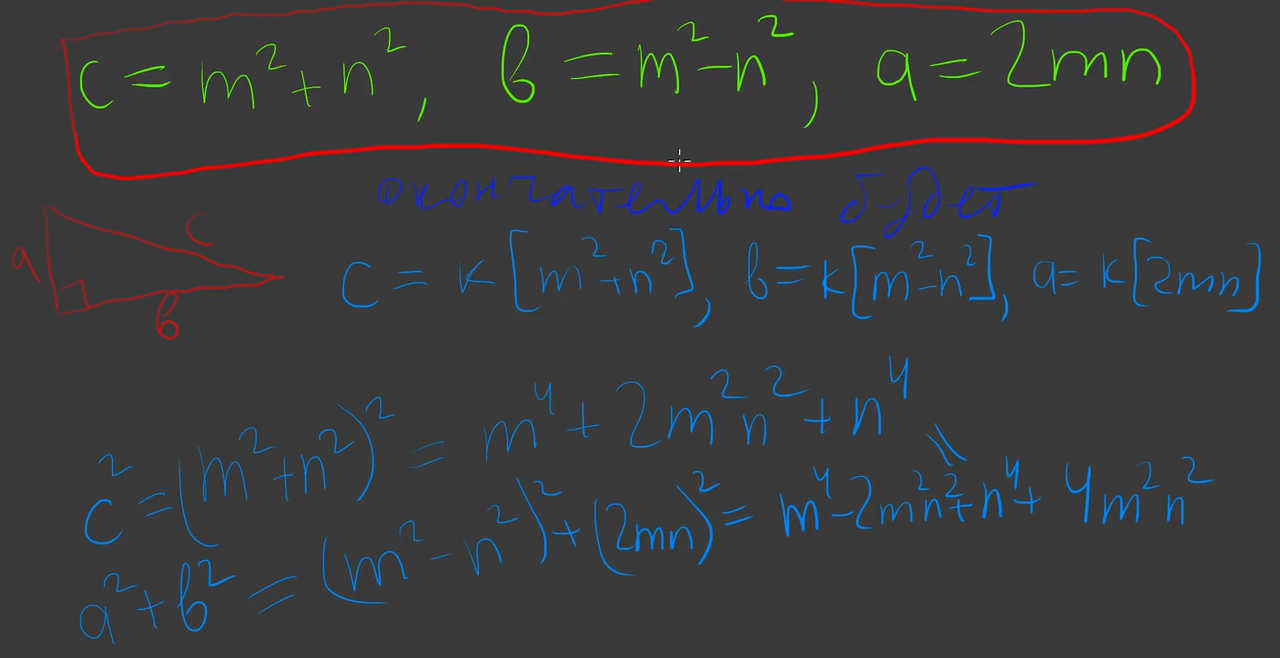 c = m² + n², b = m² - n², a = 2mn
окончательно будет
a c b
c = k[m² + n²], b = k[m² - n²], a = k[2mn]
c² = (m² + n²)² = m⁴ + 2m²n² + n⁴
a² + b² = (m² - n²)² + (2mn)² = m⁴ - 2m²n² + n⁴ + 4m²n²